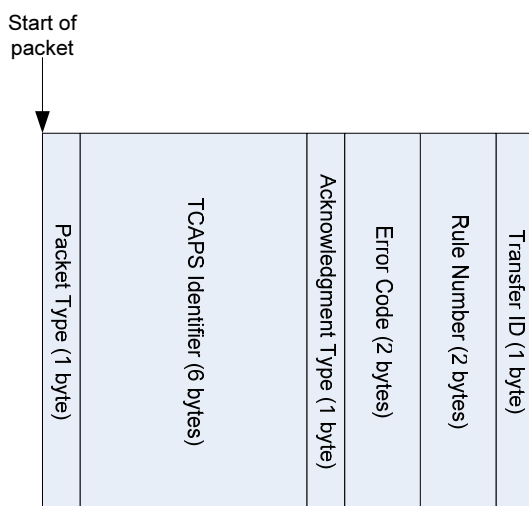 Start of
packet
Packet Type (1 byte)
TCAPS Identifier (6 bytes)
Acknowledgment Type (1 byte)
Error Code (2 bytes)
Rule Number (2 bytes)
Transfer ID (1 byte)